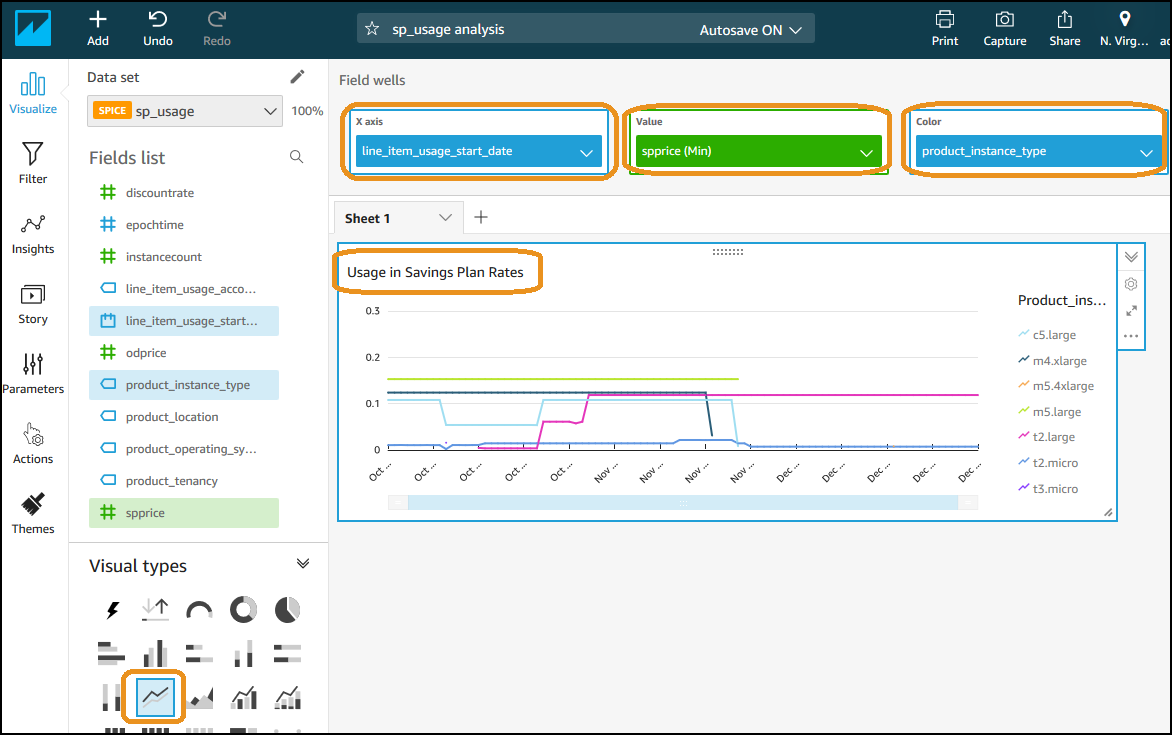 Add
Undo
Redo
sp_usage analysis
Autosave ON
Print
Capture
Share
N. Virg...
ac
Visualize
Filter
Insights
Story
Parameters
Actions
Themes
Data set
SPICE sp_usage
100%
Fields list
discountrate
epochtime
instancecount
line_item_usage_acco...
line_item_usage_start...
odprice
product_instance_type
product_location
product_operating_sy...
product_tenancy
spprice
Visual types
Field wells
X axis
line_item_usage_start_date
Value
spprice (Min)
Color
product_instance_type
Sheet 1
Usage in Savings Plan Rates
0.3
0.2
0.1
0
Oct ...
Oct ...
Oct ...
Oct ...
Oct ...
Nov ...
Nov ...
Nov ...
Nov ...
Dec ...
Dec ...
Dec ...
Dec ...
Dec ...
Product_ins...
c5.large
m4.xlarge
m5.4xlarge
m5.large
t2.large
t2.micro
t3.micro